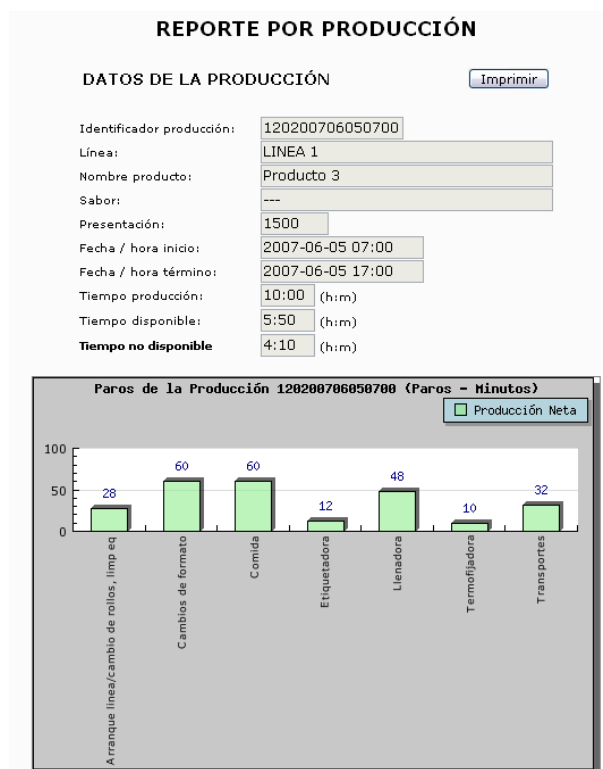 REPORTE POR PRODUCCIÓN
DATOS DE LA PRODUCCIÓN
Imprimir
Identificador producción: 120200706050700
Línea: LINEA 1
Nombre producto: Producto 3
Sabor: ---
Presentación: 1500
Fecha / hora inicio: 2007-06-05 07:00
Fecha / hora término: 2007-06-05 17:00
Tiempo producción: 10:00 (h:m)
Tiempo disponible: 5:50 (h:m)
Tiempo no disponible 4:10 (h:m)
Paros de la Producción 120200706050700 (Paros - Minutos)
Producción Neta
100
50
0
28
60
60
12
48
10
32
Arranque linea/cambio de rollos, limp eq
Cambios de formato
Comida
Etiquetadora
Llenadora
Termofijadora
Transportes